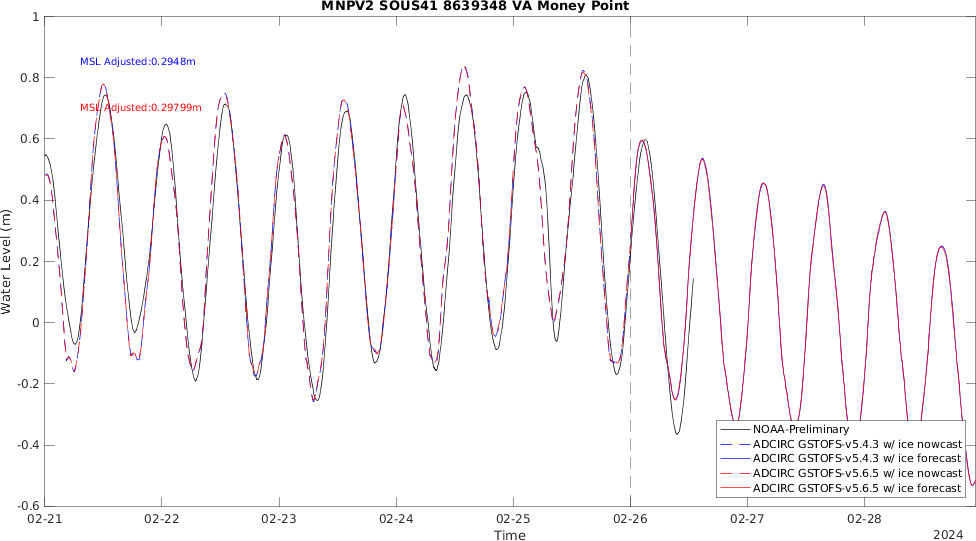 MNPV2 SOUS41 8639348 VA Money Point
1
0.8
0.6
0.4
0.2
0
-0.2
-0.4
-0.6
Water Level (m)
MSL Adjusted:0.2948m
MSL Adjusted:0.29799m
NOAA-Preliminary
ADCIRC GSTOFS-v5.4.3 w/ ice nowcast
ADCIRC GSTOFS-v5.4.3 w/ ice forecast
ADCIRC GSTOFS-v5.6.5 w/ ice nowcast
ADCIRC GSTOFS-v5.6.5 w/ ice forecast
02-21 02-22 02-23 02-24 02-25 02-26 02-27 02-28
Time
2024